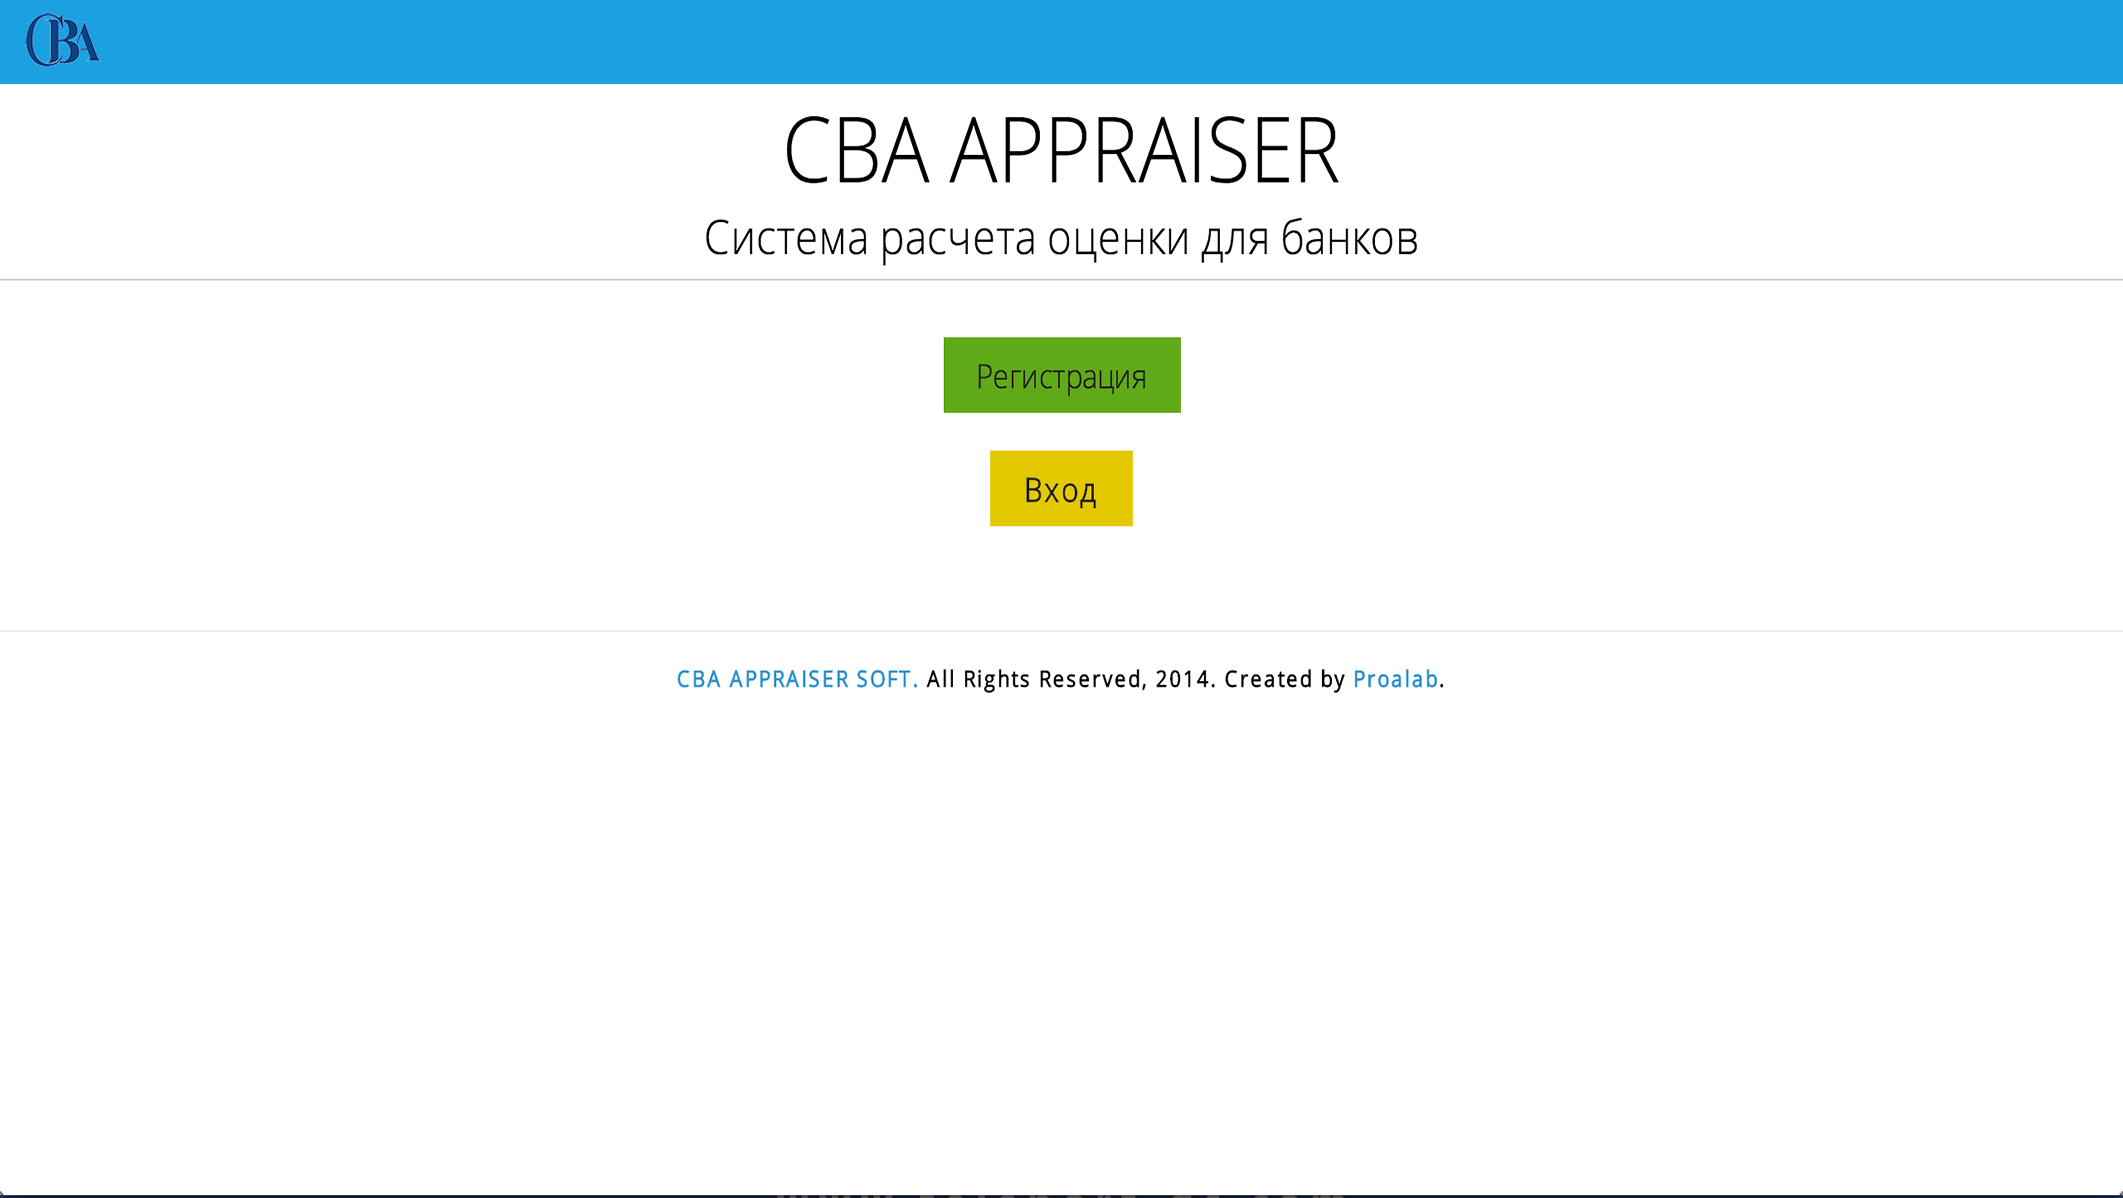 CBA
CBA APPRAISER
Система расчета оценки для банков
Регистрация
Вход
CBA APPRAISER SOFT. All Rights Reserved, 2014. Created by Proalab.